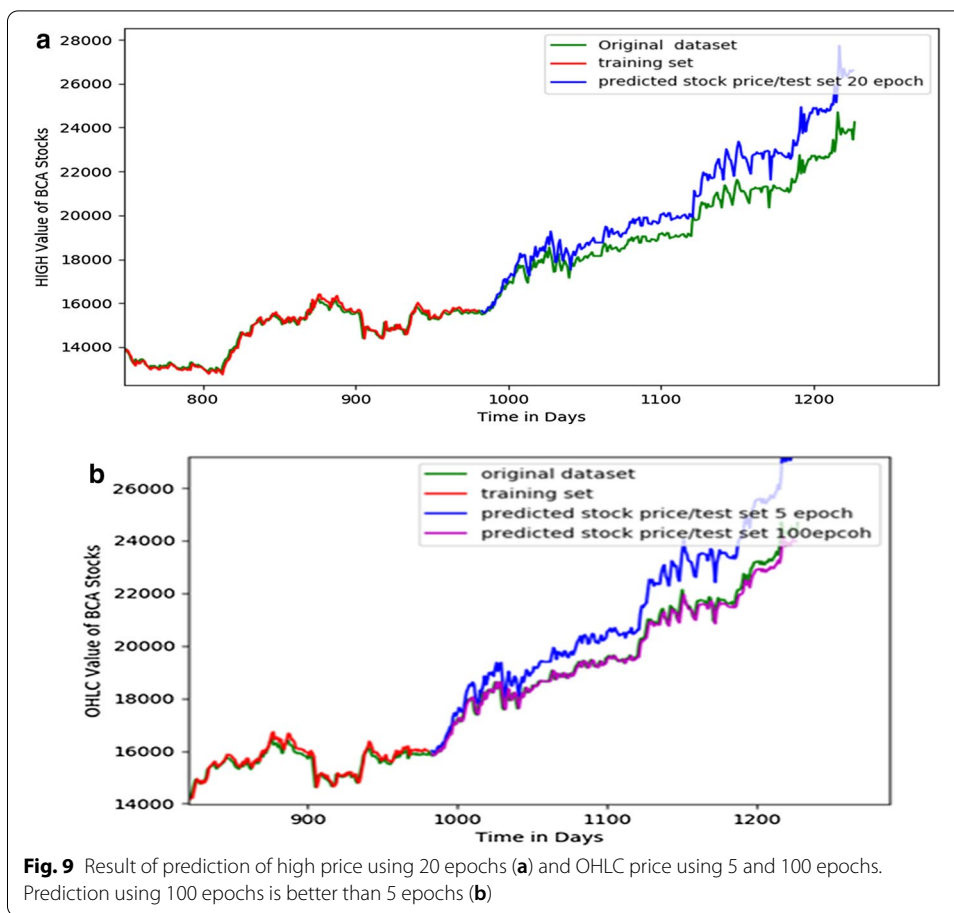 a
28000
26000
24000
22000
20000
18000
16000
14000
HIGH Value of BCA Stocks
Original dataset
training set
predicted stock price/test set 20 epoch
800 900 1000 1100 1200
Time in Days
b
26000
24000
22000
20000
18000
16000
14000
OHLC Value of BCA Stocks
original dataset
training set
predicted stock price/test set 5 epoch
predicted stock price/test set 100epcoh
900 1000 1100 1200
Time in Days
Fig. 9 Result of prediction of high price using 20 epochs (a) and OHLC price using 5 and 100 epochs.
Prediction using 100 epochs is better than 5 epochs (b)